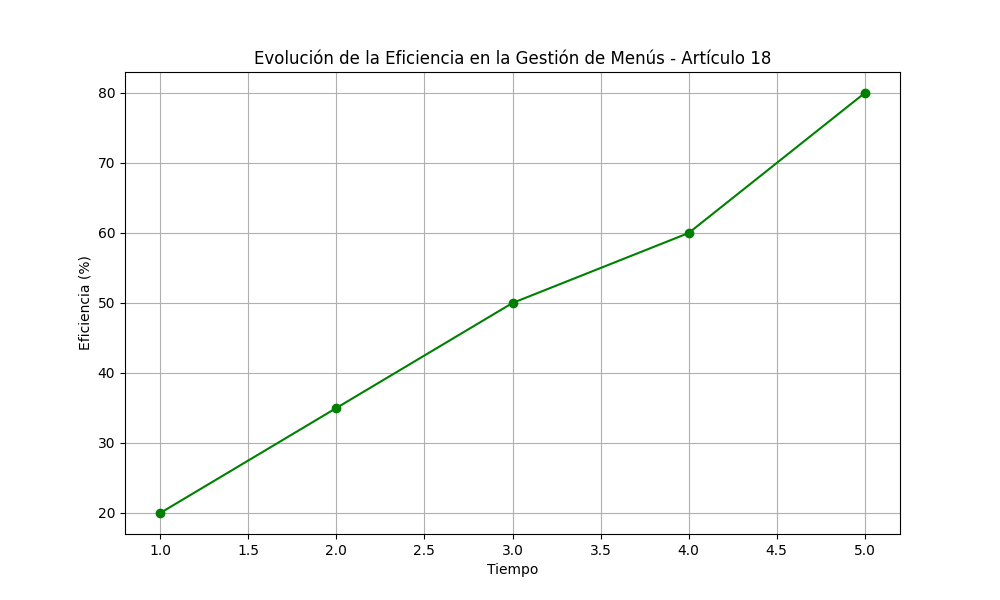 Evolución de la Eficiencia en la Gestión de Menús - Artículo 18
Eficiencia (%)
80
70
60
50
40
30
20
1.0 1.5 2.0 2.5 3.0 3.5 4.0 4.5 5.0
Tiempo